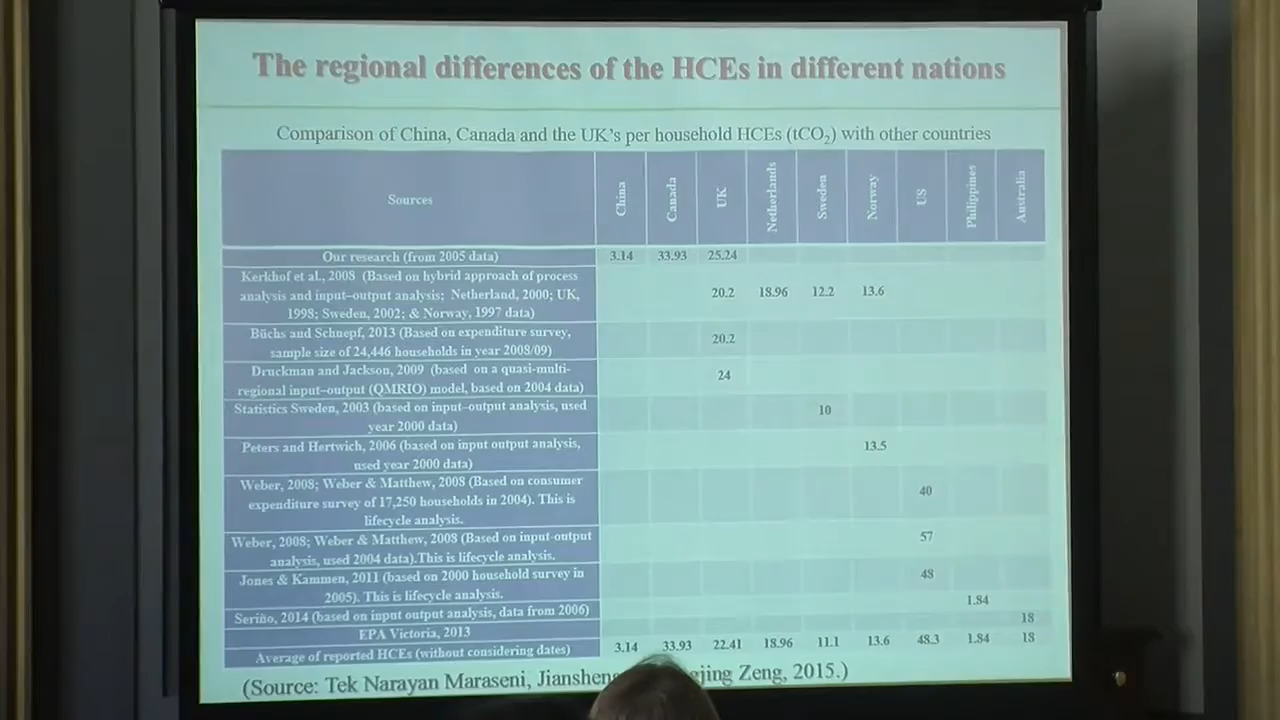 The regional differences of the HCEs in different nations
Comparison of China, Canada and the UK's per household HCEs (tCO₂) with other countries
Sources China Canada UK Netherlands Sweden Norway US Philippines Australia
Our research (from 2005 data) 3.14 33.93 25.24
Kerkhof et al., 2008 (Based on hybrid approach of process
analysis and input–output analysis; Netherland, 2000; UK, 20.2 18.96 12.2 13.6
1998; Sweden, 2002; & Norway, 1997 data)
Büchs and Schnepf, 2013 (Based on expenditure survey, 20.2
sample size of 24,446 households in year 2008/09)
Druckman and Jackson, 2009 (based on a quasi-multi- 24
regional input–output (QMRIO) model, based on 2004 data)
Statistics Sweden, 2003 (based on input–output analysis, used 10
year 2000 data)
Peters and Hertwich, 2006 (based on input output analysis, 13.5
used year 2000 data)
Weber, 2008; Weber & Matthew, 2008 (Based on consumer 40
expenditure survey of 17,250 households in 2004). This is
lifecycle analysis.
Weber, 2008; Weber & Matthew, 2008 (Based on input-output 57
analysis, used 2004 data).This is lifecycle analysis.
Jones & Kammen, 2011 (based on 2000 household survey in 48
2005). This is lifecycle analysis.
Seriño, 2014 (based on input output analysis, data from 2006) 1.84
EPA Victoria, 2013 18
Average of reported HCEs (without considering dates) 3.14 33.93 22.41 18.96 11.1 13.6 48.3 1.84 18
(Source: Tek Narayan Maraseni, Zeng, 2015.)